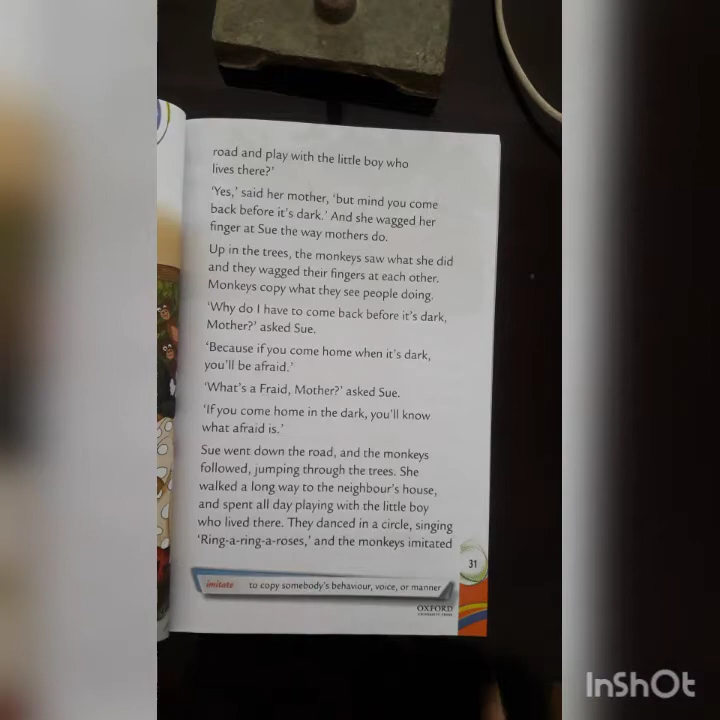 road and play with the little boy who
lives there?'
'Yes,' said her mother, 'but mind you come
back before it's dark.' And she wagged her
finger at Sue the way mothers do.
Up in the trees, the monkeys saw what she did
and they wagged their fingers at each other.
Monkeys copy what they see people doing.
'Why do I have to come back before it's dark,
Mother?' asked Sue.
'Because if you come home when it's dark,
you'll be afraid.'
'What's a Fraid, Mother?' asked Sue.
'If you come home in the dark, you'll know
what afraid is.'
Sue went down the road, and the monkeys
followed, jumping through the trees. She
walked a long way to the neighbour's house,
and spent all day playing with the little boy
who lived there. They danced in a circle, singing
'Ring-a-ring-a-roses,' and the monkeys imitated
31
imitate to copy somebody's behaviour, voice, or manner
OXFORD
UNIVERSITY PRESS
InShOt